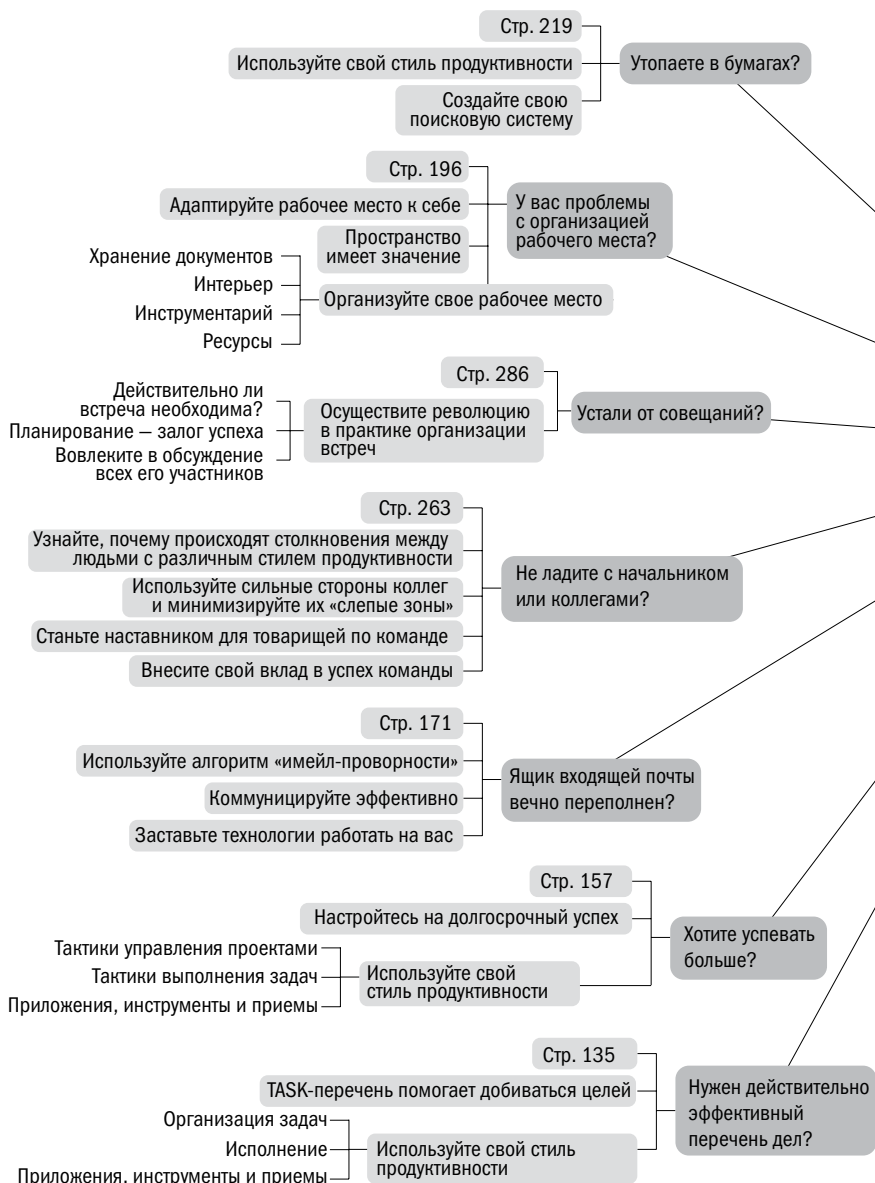 Стр. 219
Используйте свой стиль продуктивности
Создайте свою
поисковую систему
Утопаете в бумагах?
Стр. 196
Адаптируйте рабочее место к себе
Пространство
имеет значение
Организуйте свое рабочее место
Хранение документов
Интерьер
Инструментарий
Ресурсы
У вас проблемы
с организацией
рабочего места?
Стр. 286
Осуществите революцию
в практике организации
встреч
Действительно ли
встреча необходима?
Планирование – залог успеха
Вовлеките в обсуждение
всех его участников
Устали от совещаний?
Стр. 263
Узнайте, почему происходят столкновения между
людьми с различным стилем продуктивности
Используйте сильные стороны коллег
и минимизируйте их «слепые зоны»
Станьте наставником для товарищей по команде
Внесите свой вклад в успех команды
Не ладите с начальником
или коллегами?
Стр. 171
Используйте алгоритм «имейл-проворности»
Коммуницируйте эффективно
Заставьте технологии работать на вас
Ящик входящей почты
вечно переполнен?
Стр. 157
Настройтесь на долгосрочный успех
Используйте свой
стиль продуктивности
Тактики управления проектами
Тактики выполнения задач
Приложения, инструменты и приемы
Хотите успевать
больше?
Стр. 135
TASK-перечень помогает добиваться целей
Используйте свой стиль
продуктивности
Организация задач
Исполнение
Приложения, инструменты и приемы
Нужен действительно
эффективный
перечень дел?